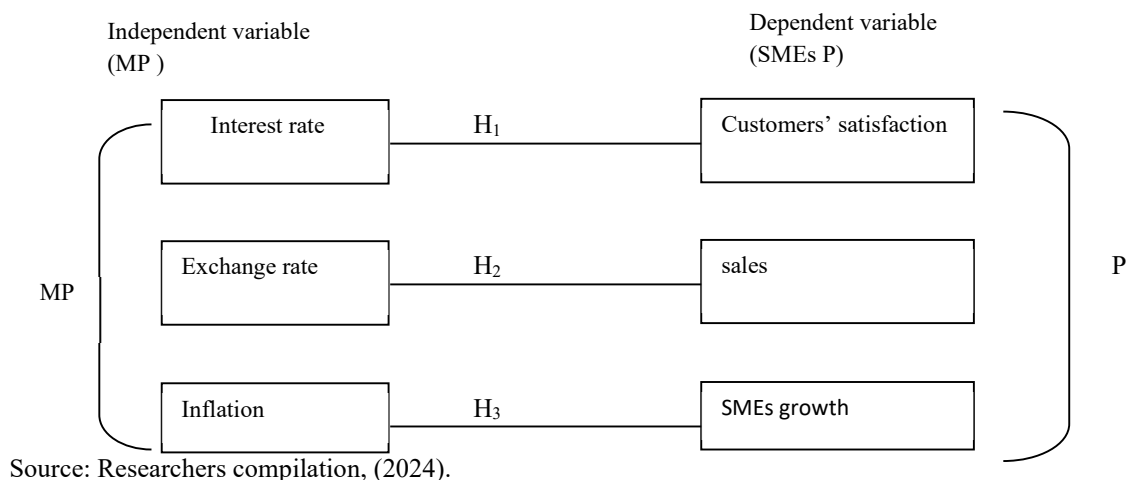 Independent variable
(MP )
Dependent variable
(SMEs P)
Interest rate
H₁
Customers’ satisfaction
Exchange rate
H₂
sales
MP
P
Inflation
H₃
SMEs growth
Source: Researchers compilation, (2024).